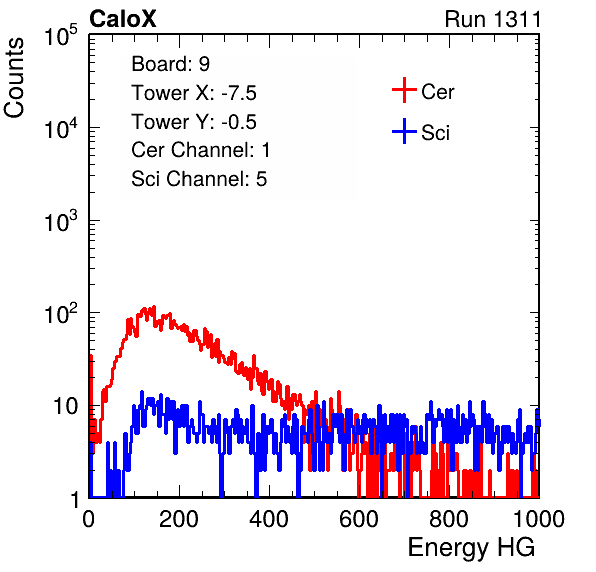 CaloX Run 1311
Counts
10^5
10^4
10^3
10^2
10
1
Board: 9
Tower X: -7.5
Tower Y: -0.5
Cer Channel: 1
Sci Channel: 5
Cer
Sci
0 200 400 600 800 1000
Energy HG